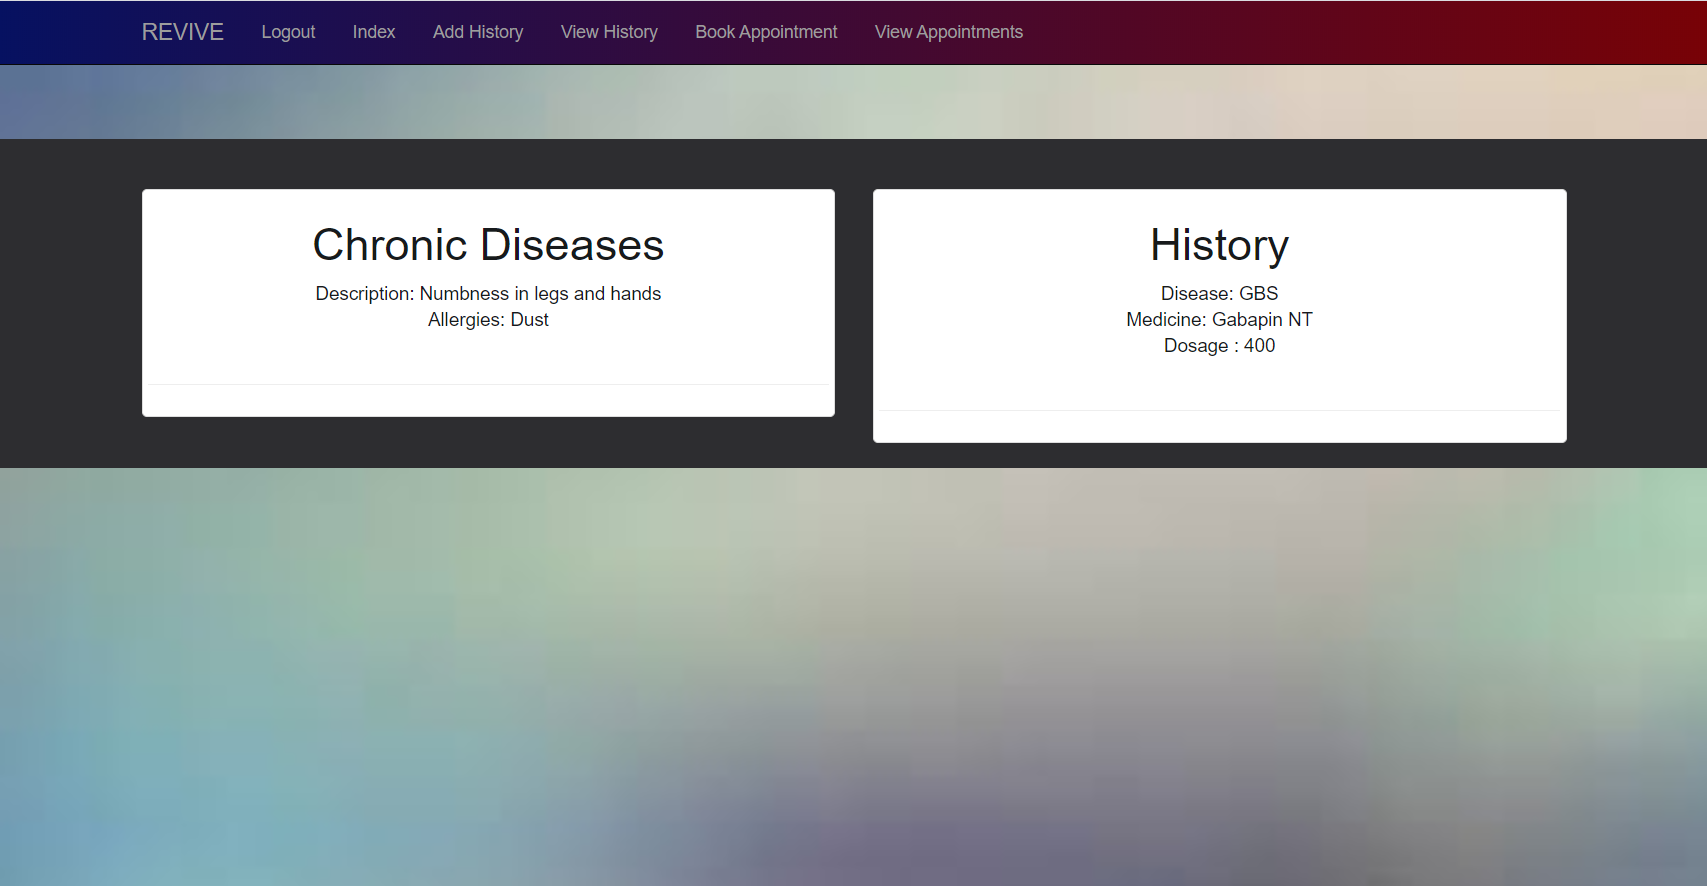 REVIVE Logout Index Add History View History Book Appointment View Appointments
Chronic Diseases
Description: Numbness in legs and hands
Allergies: Dust
History
Disease: GBS
Medicine: Gabapin NT
Dosage : 400